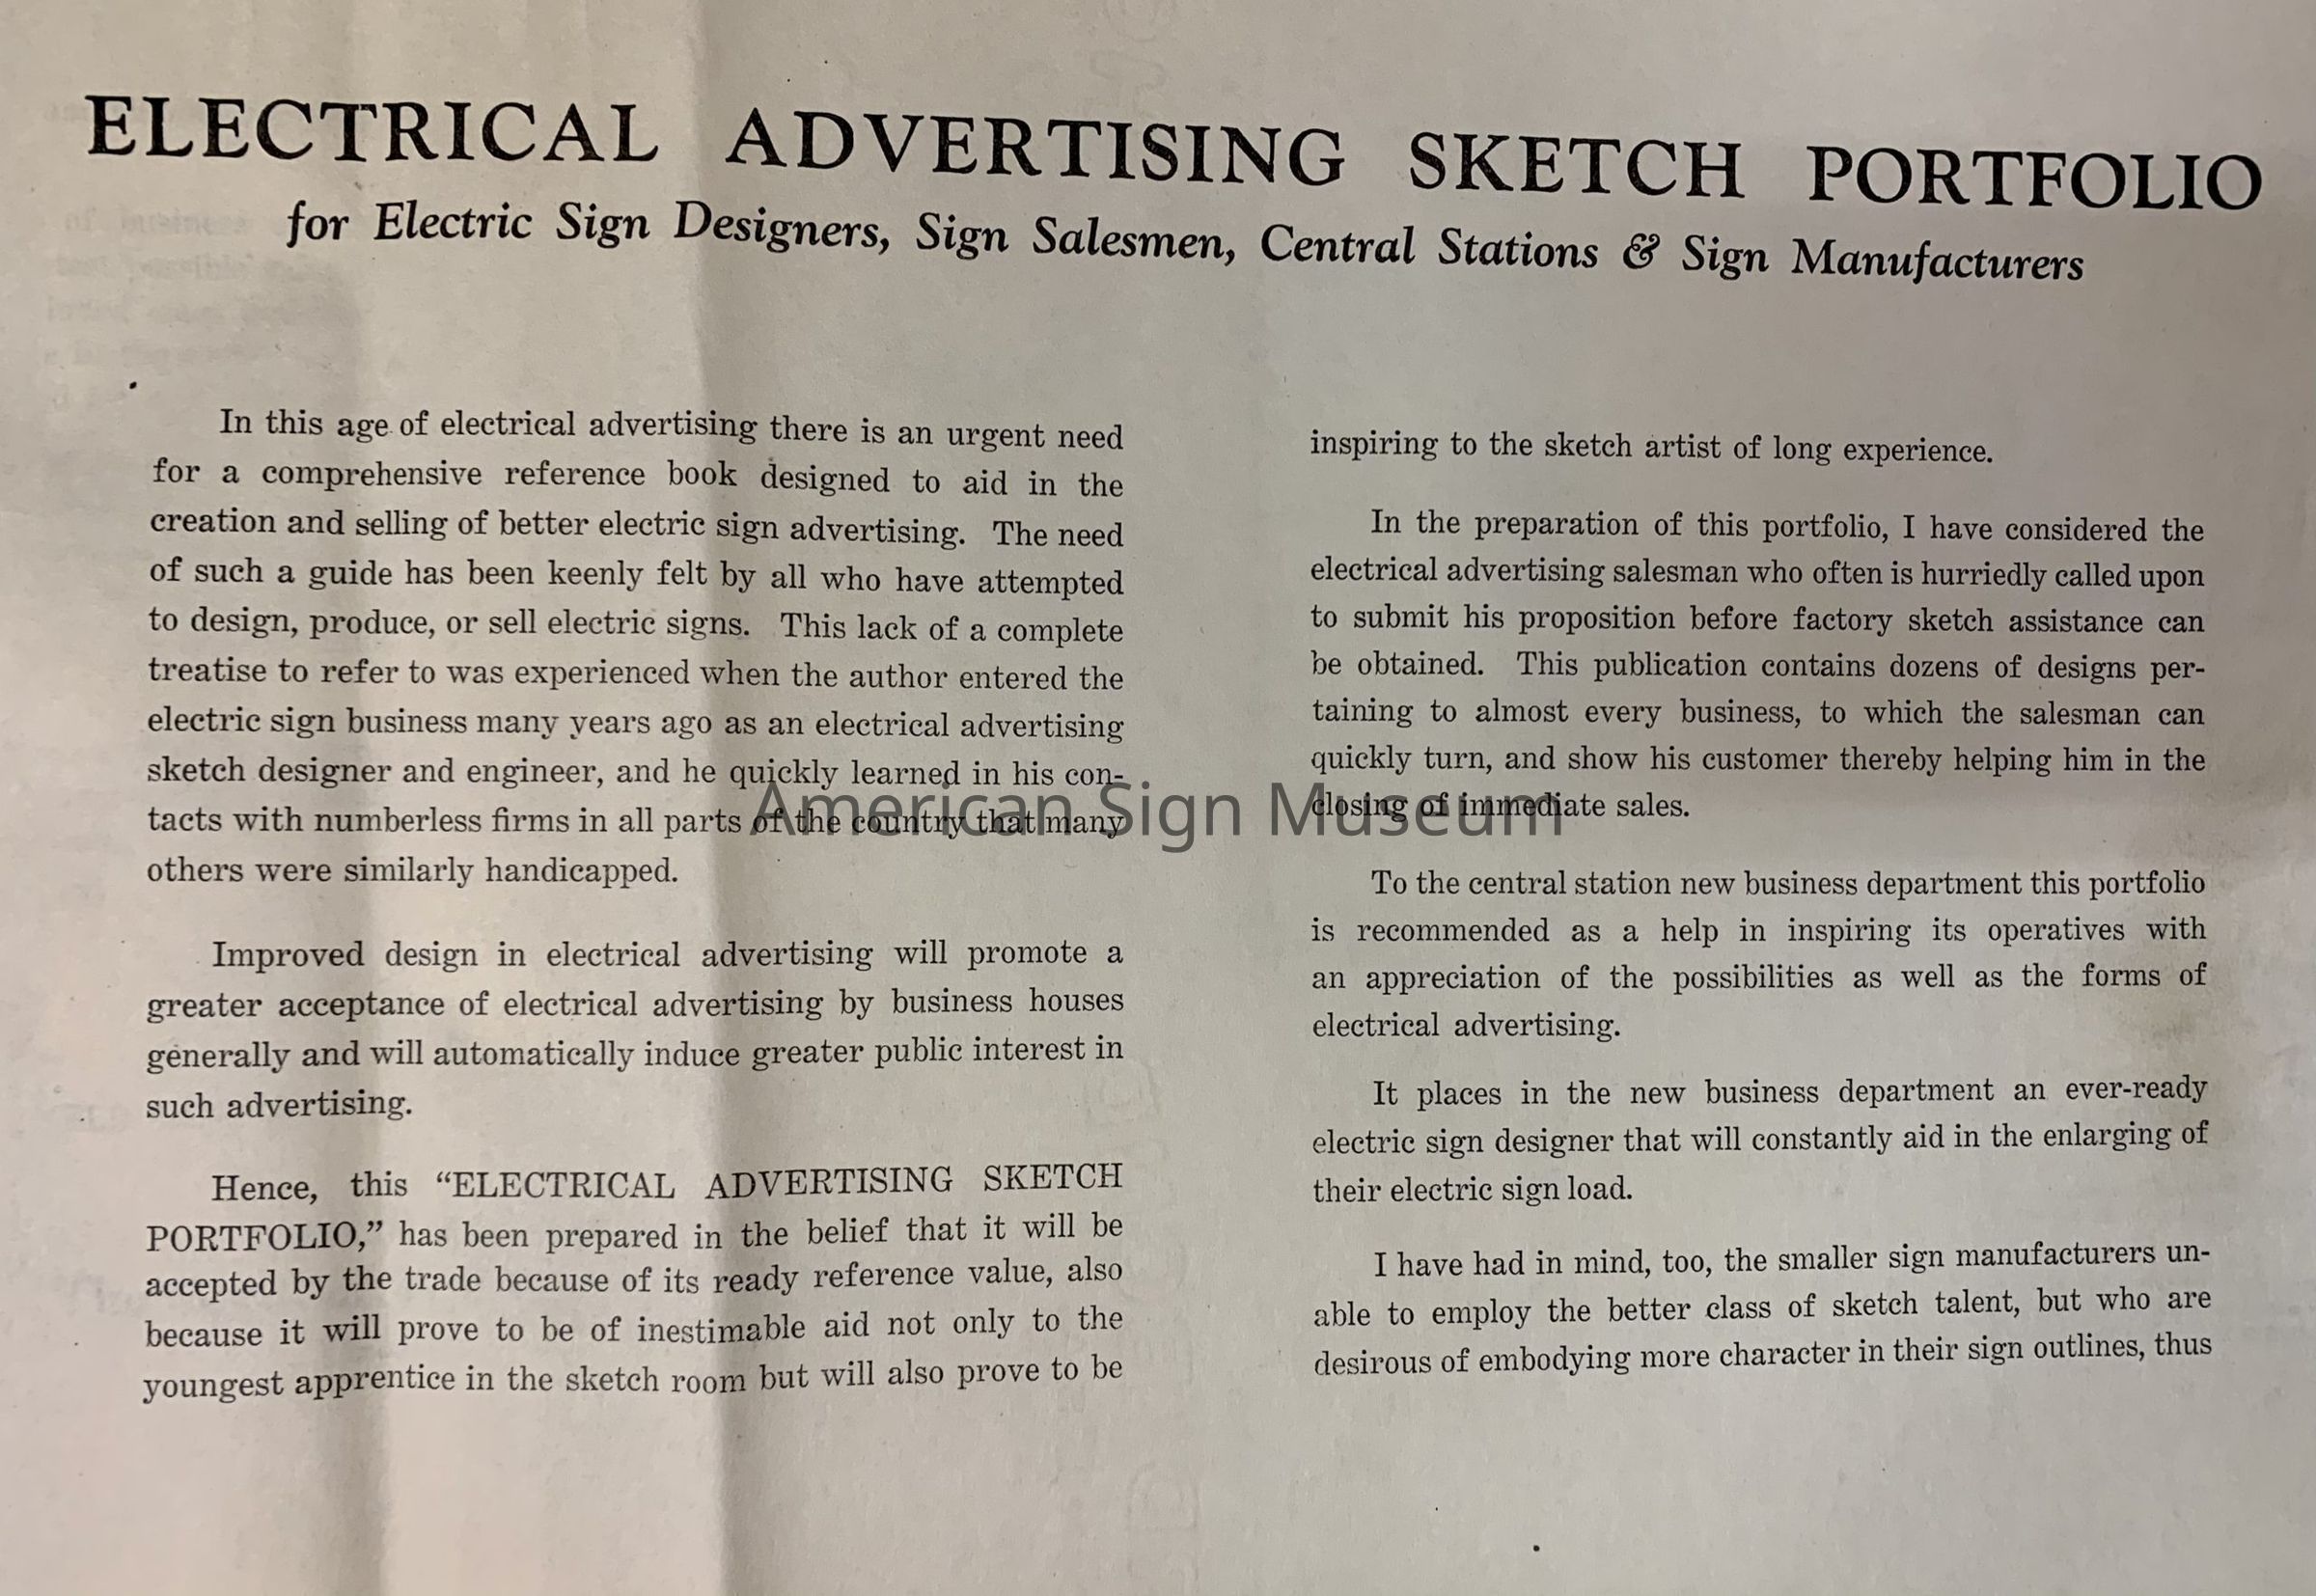 ELECTRICAL ADVERTISING SKETCH PORTFOLIO
for Electric Sign Designers, Sign Salesmen, Central Stations & Sign Manufacturers
In this age of electrical advertising there is an urgent need
for a comprehensive reference book designed to aid in the
creation and selling of better electric sign advertising. The need
of such a guide has been keenly felt by all who have attempted
to design, produce, or sell electric signs. This lack of a complete
treatise to refer to was experienced when the author entered the
electric sign business many years ago as an electrical advertising
sketch designer and engineer, and he quickly learned in his con-
tacts with numberless firms in all parts of the country that many
others were similarly handicapped.
Improved design in electrical advertising will promote a
greater acceptance of electrical advertising by business houses
generally and will automatically induce greater public interest in
such advertising.
Hence, this “ELECTRICAL ADVERTISING SKETCH
PORTFOLIO,” has been prepared in the belief that it will be
accepted by the trade because of its ready reference value, also
because it will prove to be of inestimable aid not only to the
youngest apprentice in the sketch room but will also prove to be
inspiring to the sketch artist of long experience.
In the preparation of this portfolio, I have considered the
electrical advertising salesman who often is hurriedly called upon
to submit his proposition before factory sketch assistance can
be obtained. This publication contains dozens of designs per-
taining to almost every business, to which the salesman can
quickly turn, and show his customer thereby helping him in the
closing of immediate sales.
To the central station new business department this portfolio
is recommended as a help in inspiring its operatives with
an appreciation of the possibilities as well as the forms of
electrical advertising.
It places in the new business department an ever-ready
electric sign designer that will constantly aid in the enlarging of
their electric sign load.
I have had in mind, too, the smaller sign manufacturers un-
able to employ the better class of sketch talent, but who are
desirous of embodying more character in their sign outlines, thus
American Sign Museum